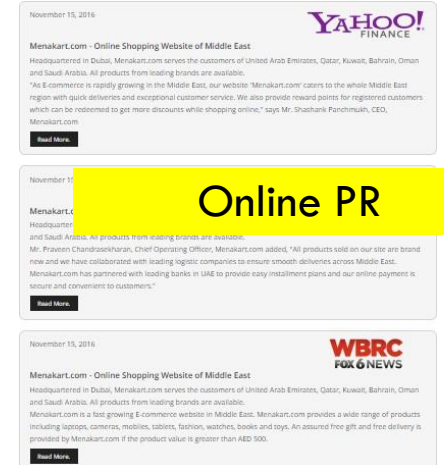 November 15, 2016
YAHOO!
FINANCE
Menakart.com - Online Shopping Website of Middle East
Headquartered in Dubai, Menakart.com serves the customers of United Arab Emirates, Qatar, Kuwait, Bahrain, Oman
and Saudi Arabia. All products from leading brands are available.
"As E-commerce is rapidly growing in the Middle East, our website 'Menakart.com' caters to the whole Middle East
region with quick deliveries and exceptional customer service. We also provide reward points for registered customers
which can be redeemed to get more discounts while shopping online," says Mr. Shashank Panchmukh, CEO,
Menakart.com
Read More.
November
Online PR
and Saudi Arabia. All products from leading brands are available.
Mr. Praveen Chandrasekharan, Chief Operating Officer, Menakart.com added, "All products sold on our site are brand
new and we have collaborated with leading logistic companies to ensure smooth deliveries across Middle East.
Menakart.com has partnered with leading banks in UAE to provide easy installment plans and our online payment is
secure and convenient to customers."
Read More.
November 15, 2016
WBRC
FOX 6 NEWS
Menakart.com - Online Shopping Website of Middle East
Headquartered in Dubai, Menakart.com serves the customers of United Arab Emirates, Qatar, Kuwait, Bahrain, Oman
and Saudi Arabia. All products from leading brands are available.
Menakart.com is a fast growing E-commerce website in Middle East. Menakart.com provides a wide range of products
including laptops, cameras, mobiles, tablets, fashion, watches, books and toys. An assured free gift and free delivery is
provided by Menakart.com if the product value is greater than AED 500.
Read More.